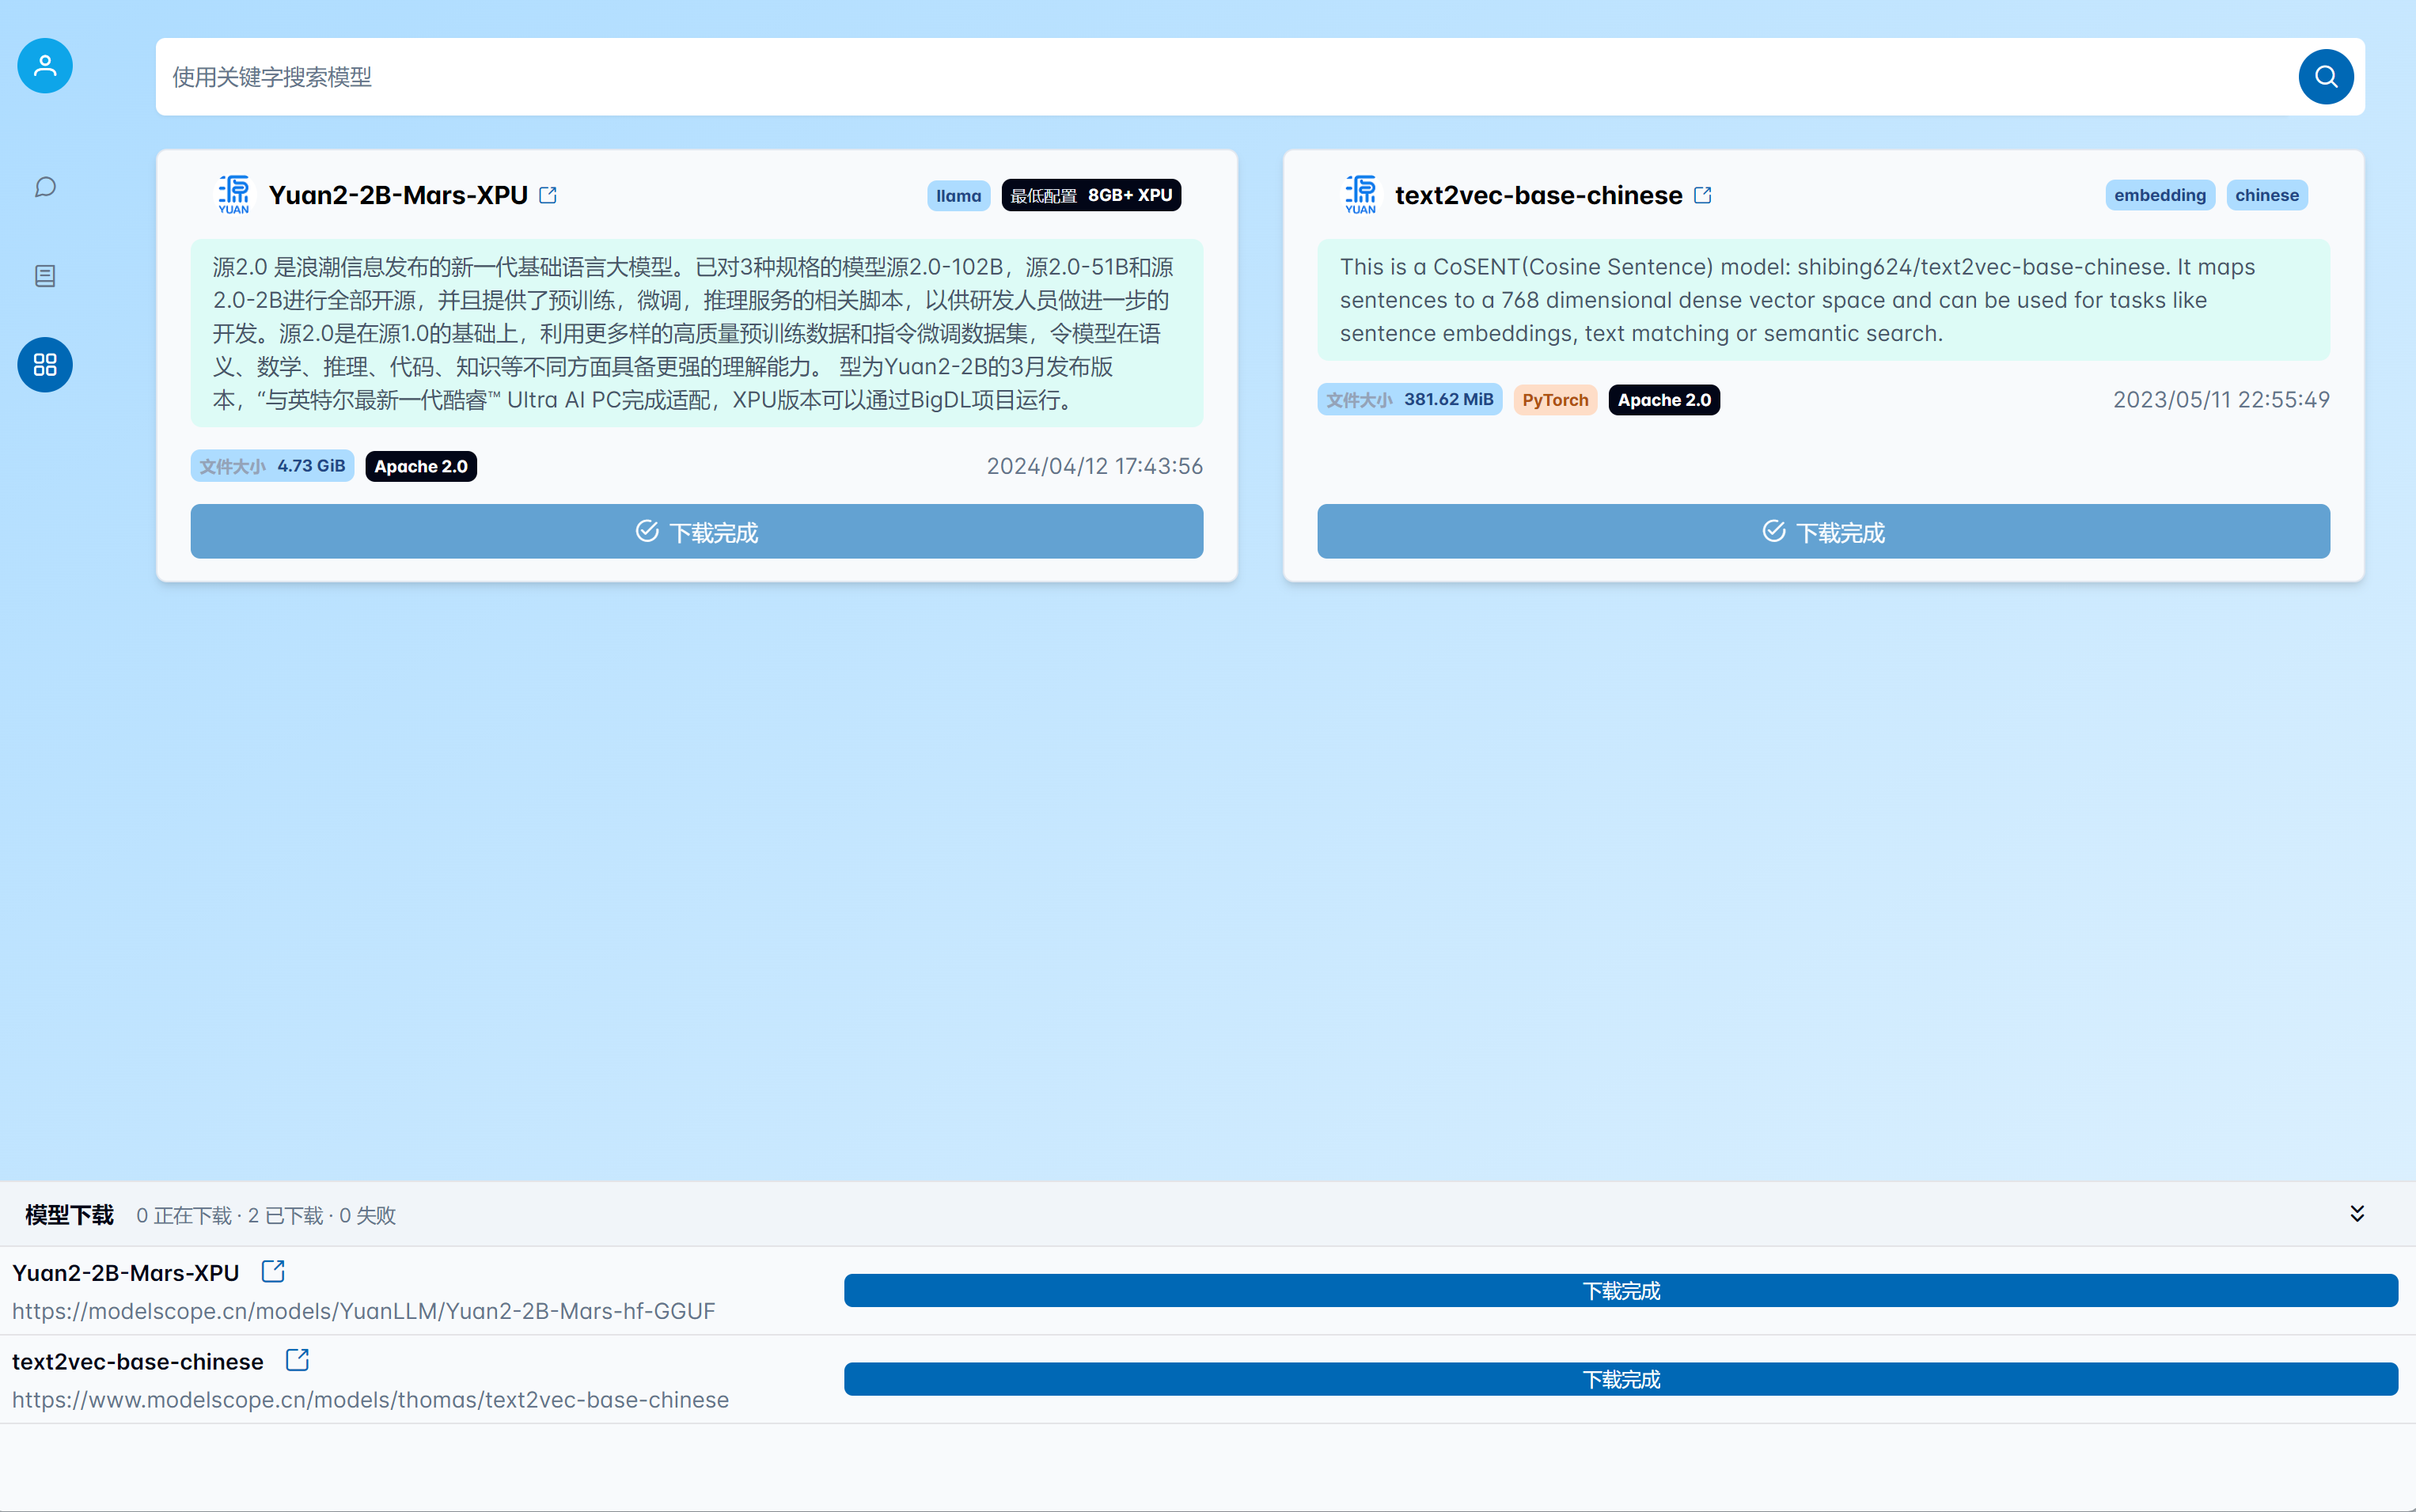 使用关键字搜索模型
源 YUAN
Yuan2-2B-Mars-XPU
llama
最低配置 8GB+ XPU
源2.0 是浪潮信息发布的新一代基础语言大模型。已对3种规格的模型源2.0-102B，源2.0-51B和源
2.0-2B进行全部开源，并且提供了预训练，微调，推理服务的相关脚本，以供研发人员做进一步的
开发。源2.0是在源1.0的基础上，利用更多样的高质量预训练数据和指令微调数据集，令模型在语
义、数学、推理、代码、知识等不同方面具备更强的理解能力。 型为Yuan2-2B的3月发布版
本，“与英特尔最新一代酷睿™ Ultra AI PC完成适配，XPU版本可以通过BigDL项目运行。
文件大小 4.73 GiB
Apache 2.0
2024/04/12 17:43:56
下载完成
源 YUAN
text2vec-base-chinese
embedding
chinese
This is a CoSENT(Cosine Sentence) model: shibing624/text2vec-base-chinese. It maps
sentences to a 768 dimensional dense vector space and can be used for tasks like
sentence embeddings, text matching or semantic search.
文件大小 381.62 MiB
PyTorch
Apache 2.0
2023/05/11 22:55:49
下载完成
模型下载 0 正在下载 · 2 已下载 · 0 失败
Yuan2-2B-Mars-XPU
https://modelscope.cn/models/YuanLLM/Yuan2-2B-Mars-hf-GGUF
下载完成
text2vec-base-chinese
https://www.modelscope.cn/models/thomas/text2vec-base-chinese
下载完成